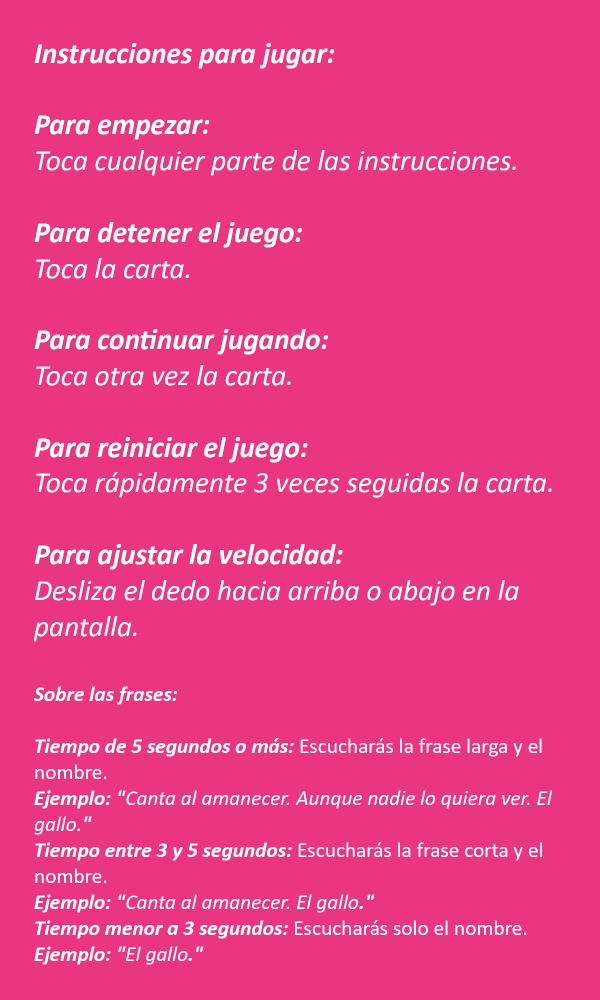 Instrucciones para jugar:
Para empezar:
Toca cualquier parte de las instrucciones.
Para detener el juego:
Toca la carta.
Para continuar jugando:
Toca otra vez la carta.
Para reiniciar el juego:
Toca rápidamente 3 veces seguidas la carta.
Para ajustar la velocidad:
Desliza el dedo hacia arriba o abajo en la
pantalla.
Sobre las frases:
Tiempo de 5 segundos o más: Escucharás la frase larga y el
nombre.
Ejemplo: "Canta al amanecer. Aunque nadie lo quiera ver. El
gallo."
Tiempo entre 3 y 5 segundos: Escucharás la frase corta y el
nombre.
Ejemplo: "Canta al amanecer. El gallo."
Tiempo menor a 3 segundos: Escucharás solo el nombre.
Ejemplo: "El gallo."